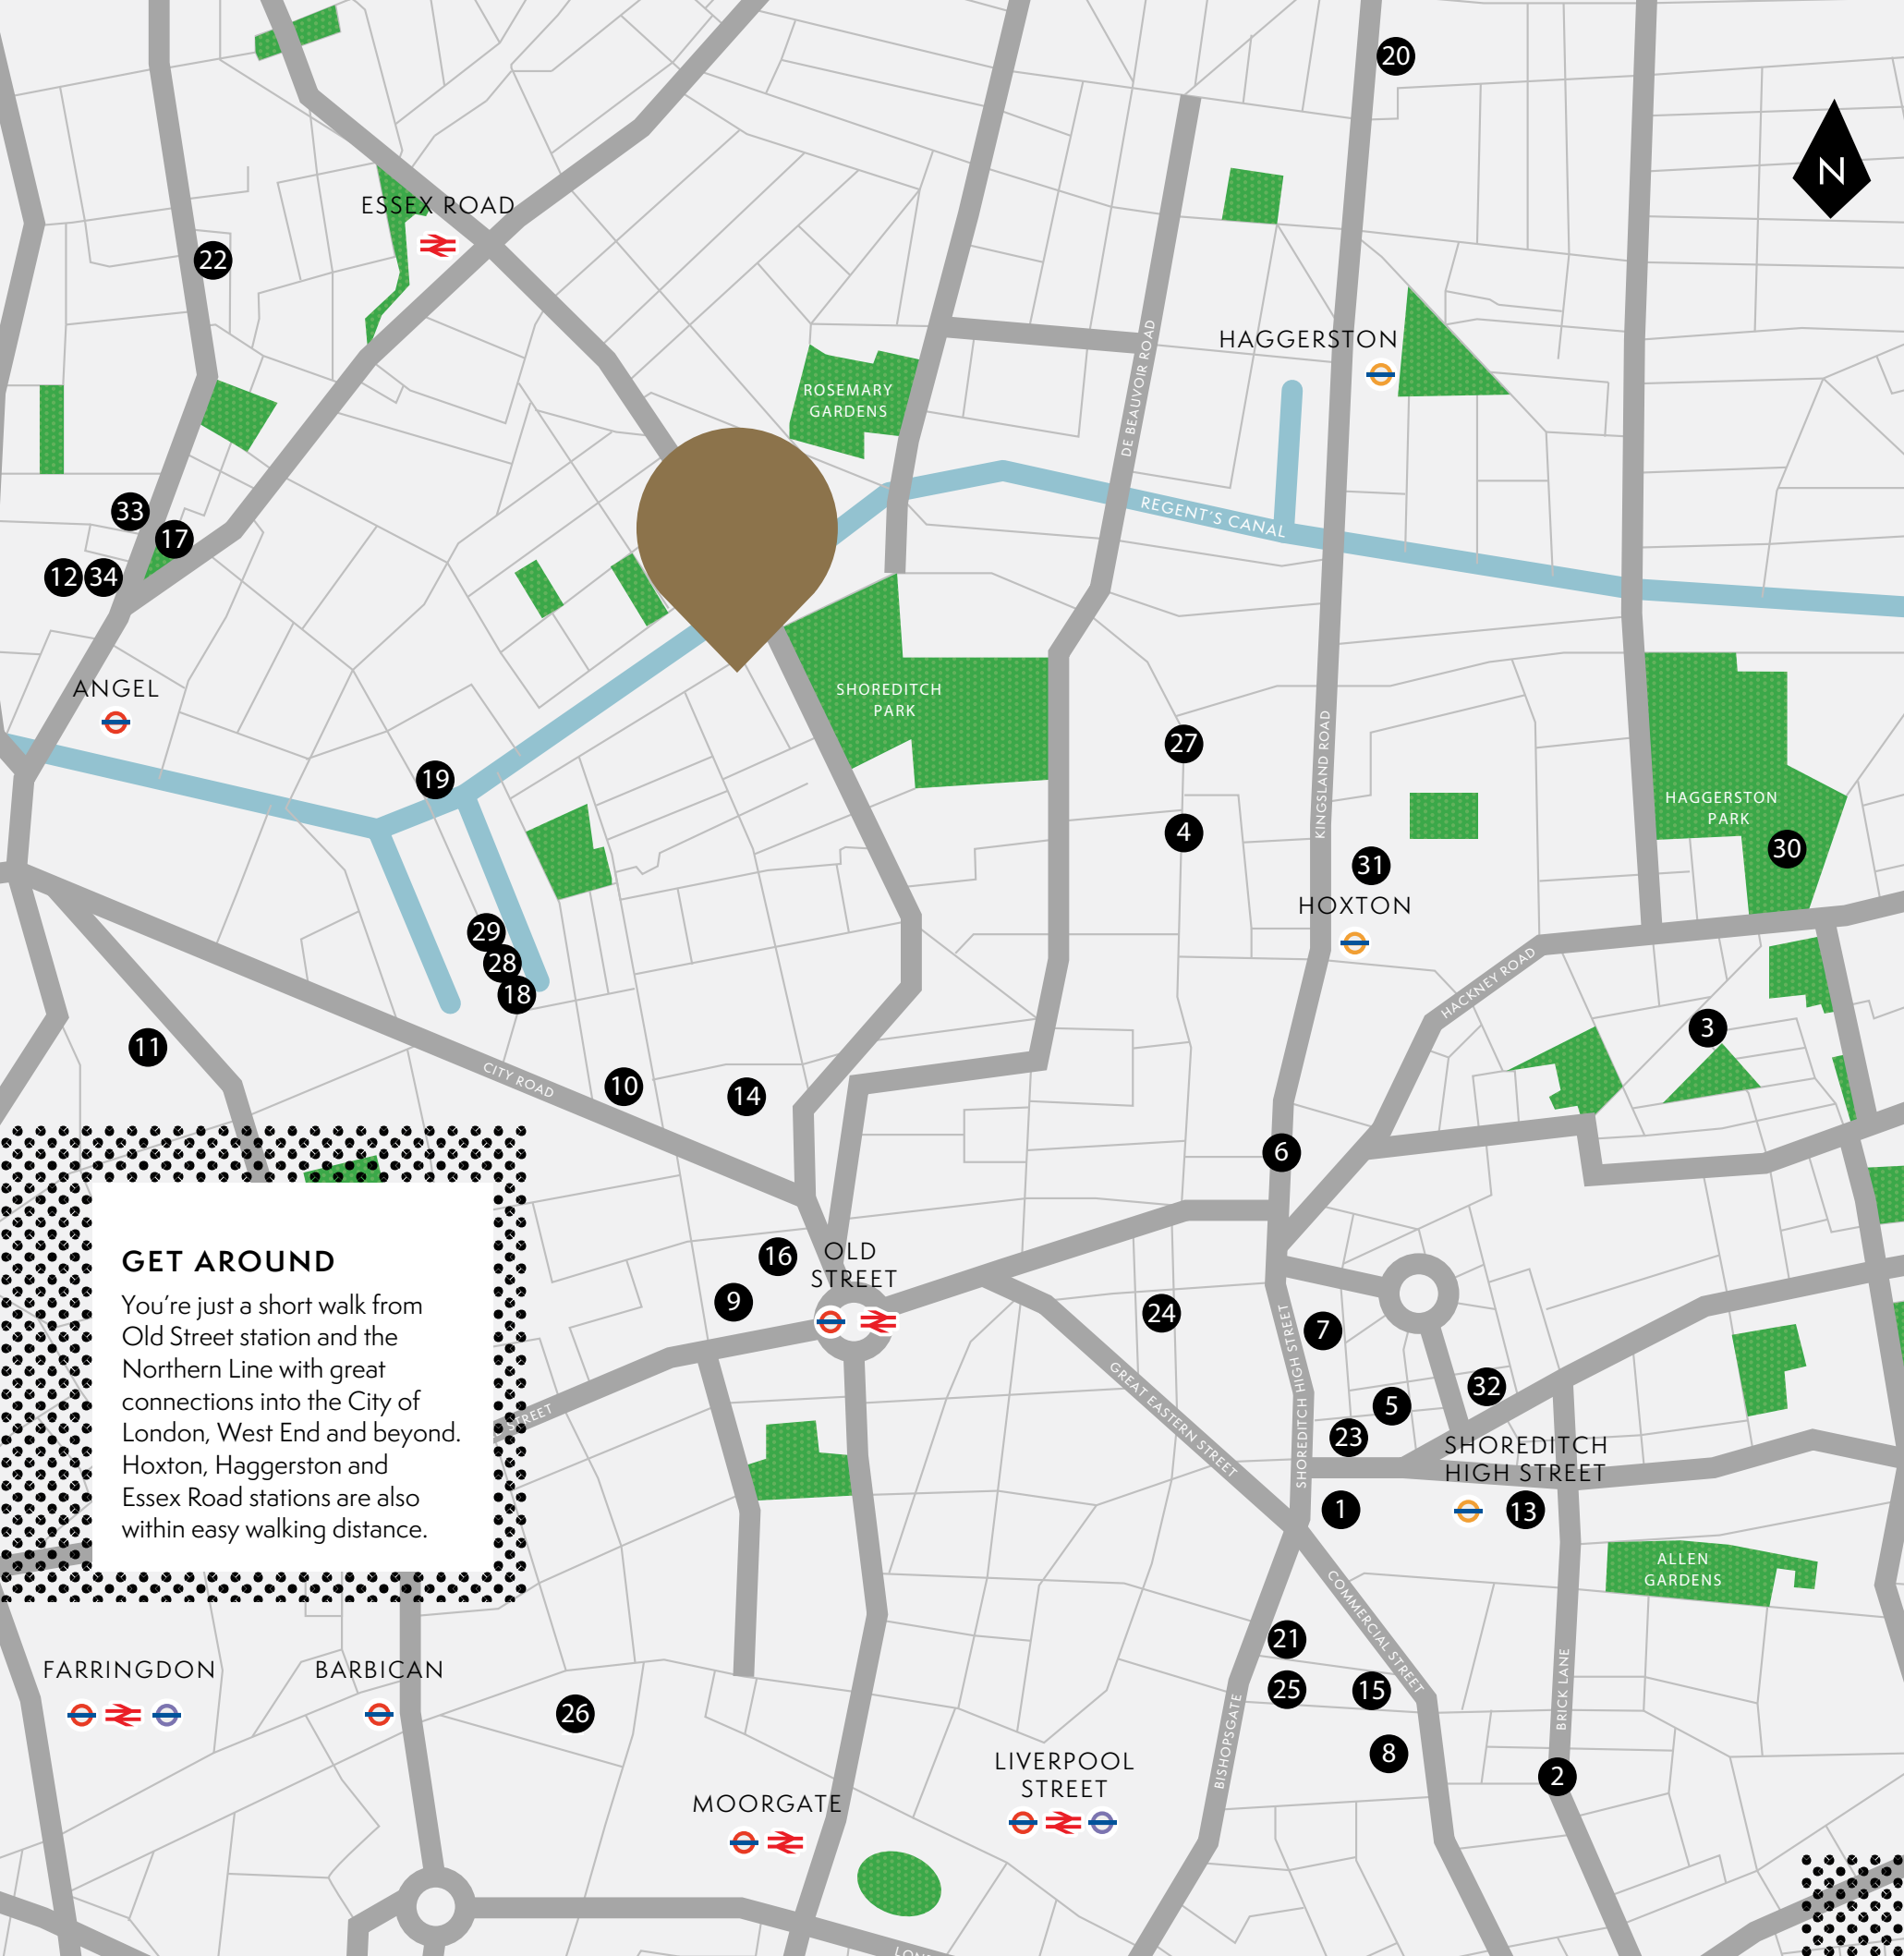 20
N
ESSEX ROAD
22
HAGGERSTON
DE BEAUVOIR ROAD
ROSEMARY
GARDENS
REGENT'S CANAL
33
17
12
34
ANGEL
SHOREDITCH
PARK
19
27
4
KINGSLAND ROAD
31
HOXTON
HAGGERSTON
PARK
30
29
28
18
HACKNEY ROAD
3
11
CITY ROAD
10
14
6
16
OLD
STREET
9
24
7
GET AROUND
You're just a short walk from
Old Street station and the
Northern Line with great
connections into the City of
London, West End and beyond.
Hoxton, Haggerston and
Essex Road stations are also
within easy walking distance.
STREET
GREAT EASTERN STREET
SHOREDITCH HIGH STREET
32
5
23
SHOREDITCH
HIGH STREET
1
13
ALLEN
GARDENS
COMMERCIAL STREET
21
25
15
BRICK LANE
BISHOPSGATE
8
2
FARRINGDON
BARBICAN
26
LIVERPOOL
STREET
MOORGATE